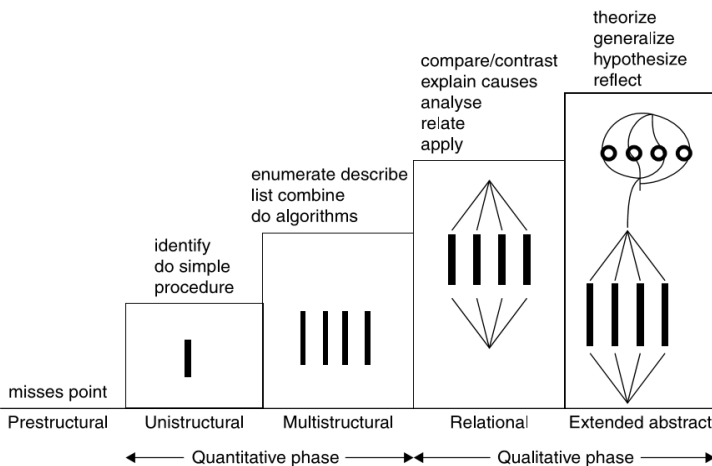 theorize
generalize
hypothesize
reflect
compare/contrast
explain causes
analyse
relate
apply
enumerate describe
list combine
do algorithms
identify
do simple
procedure
misses point
Prestructural
Unistructural
Multistructural
Relational
Extended abstract
Quantitative phase
Qualitative phase